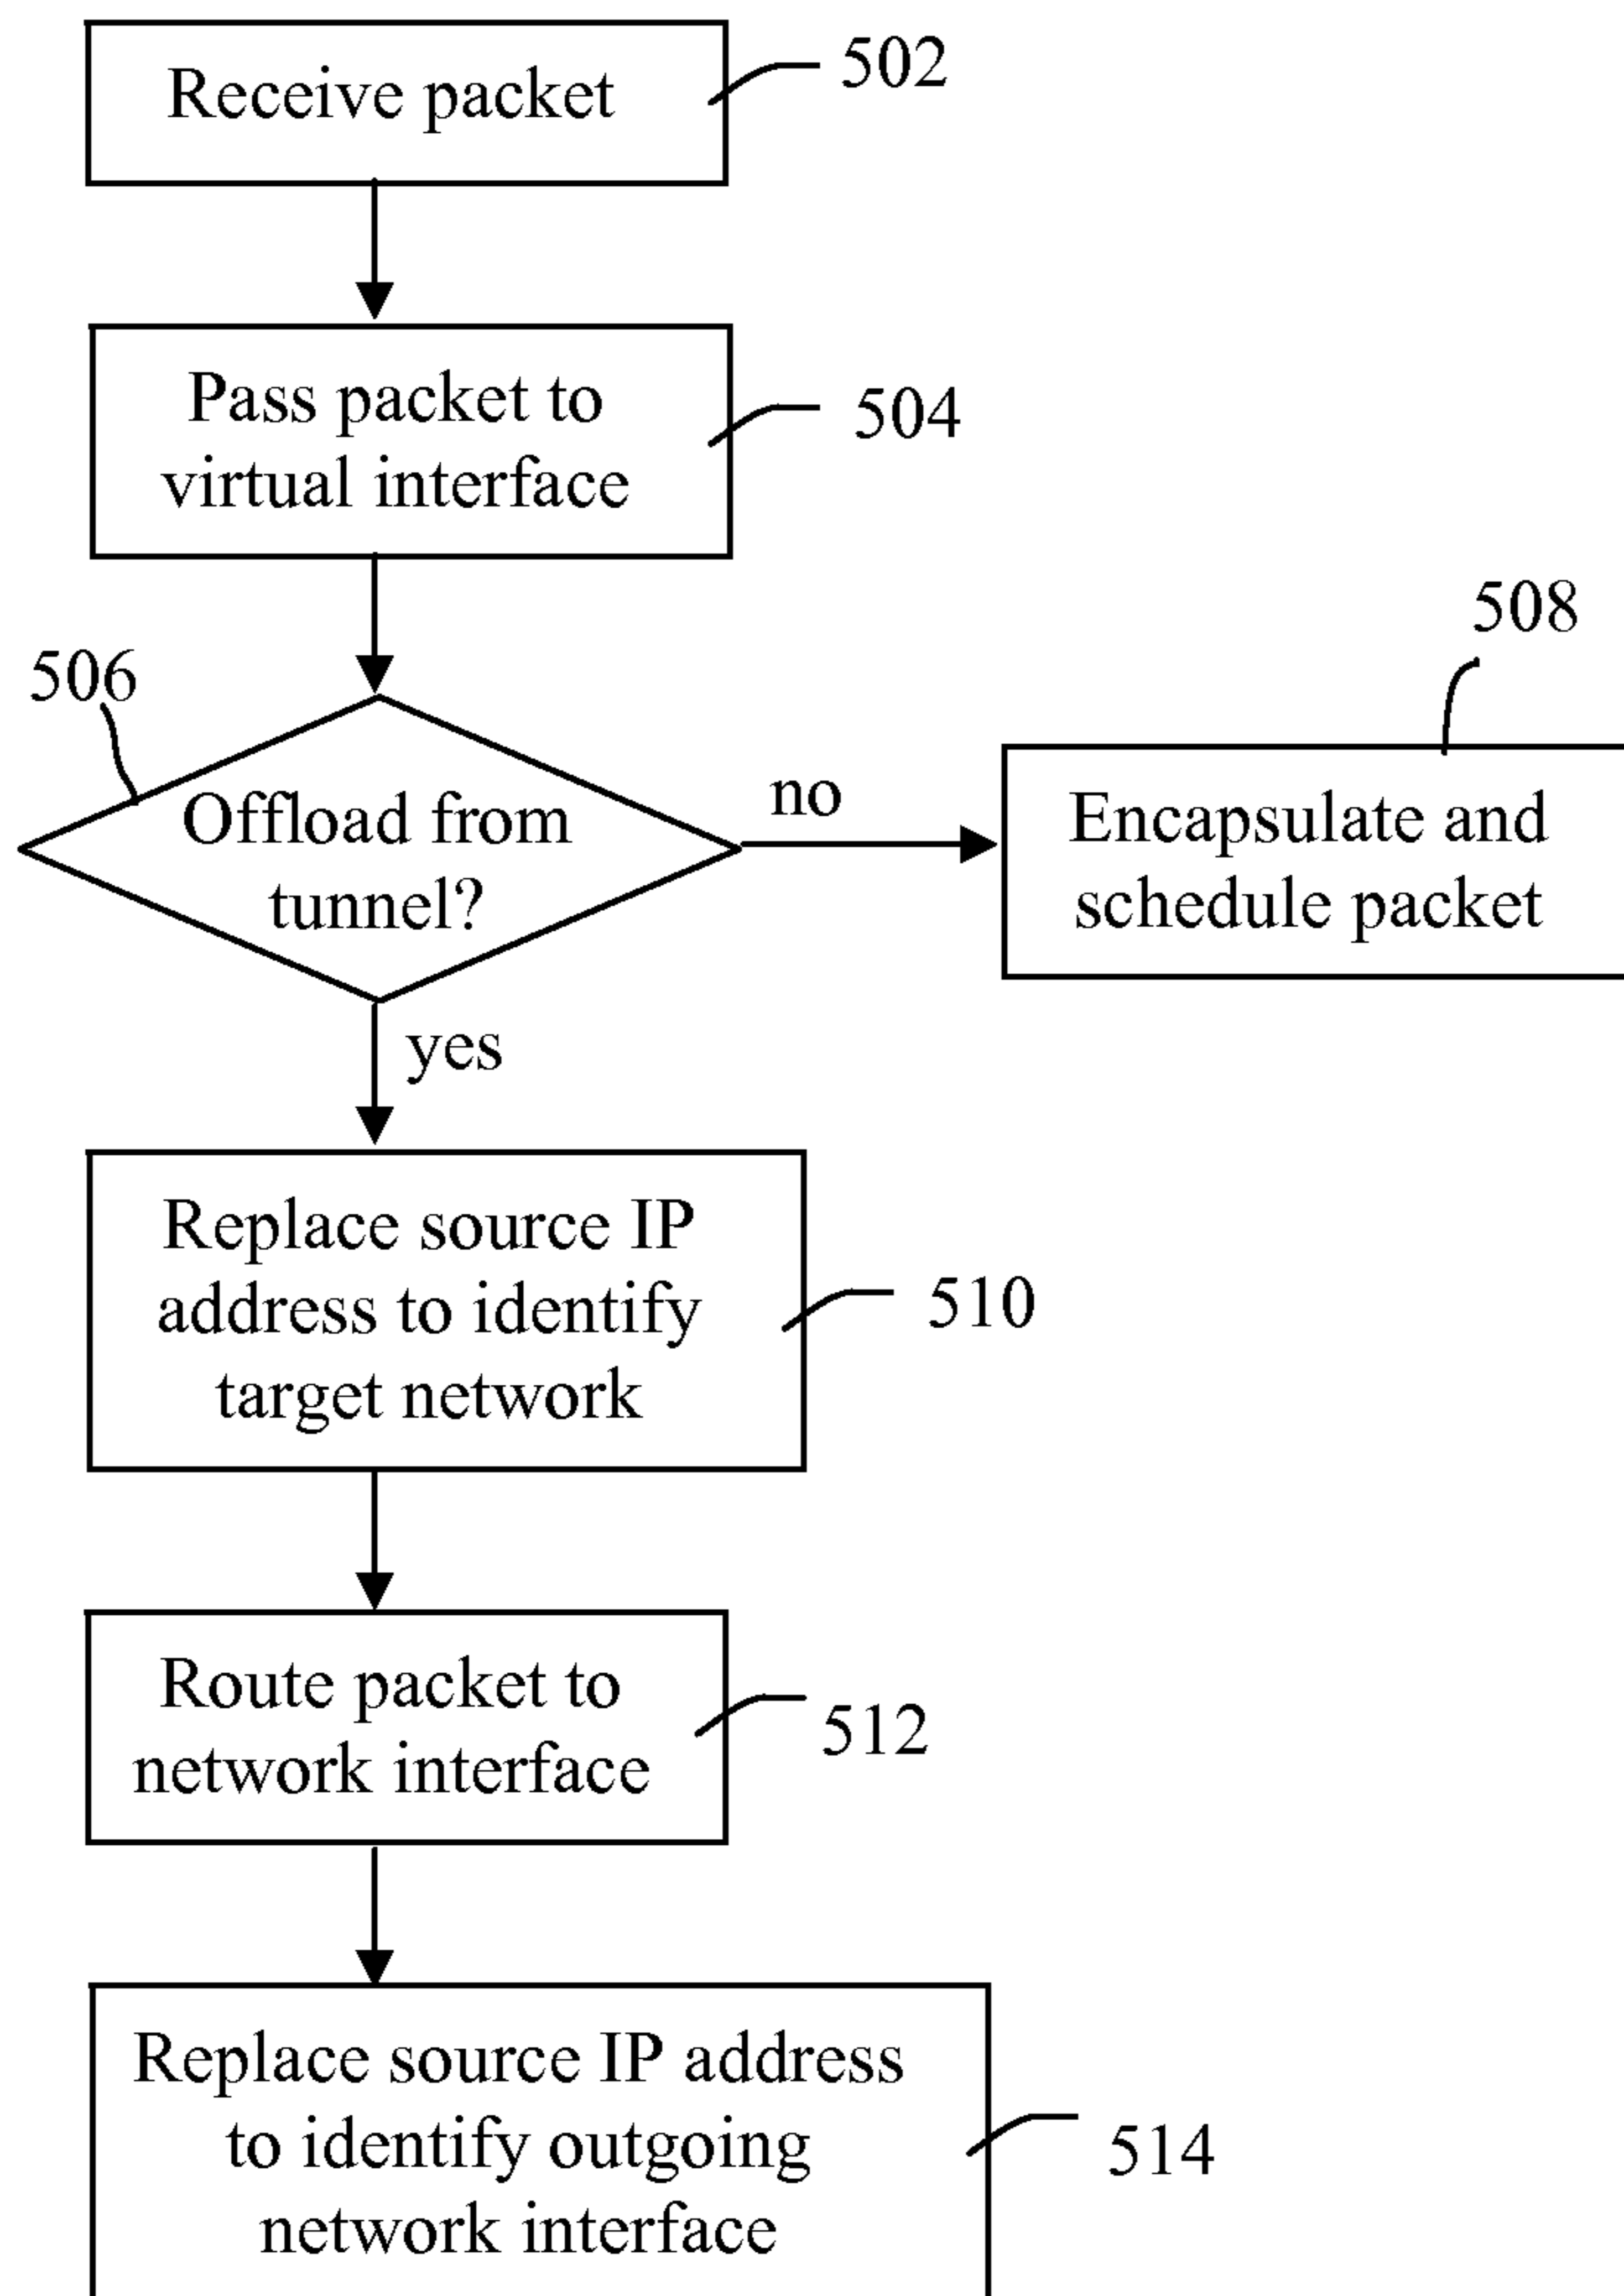 Receive packet
502
Pass packet to
virtual interface
504
506
Offload from
tunnel?
no
508
Encapsulate and
schedule packet
yes
Replace source IP
address to identify
target network
510
Route packet to
network interface
512
Replace source IP address
to identify outgoing
network interface
514